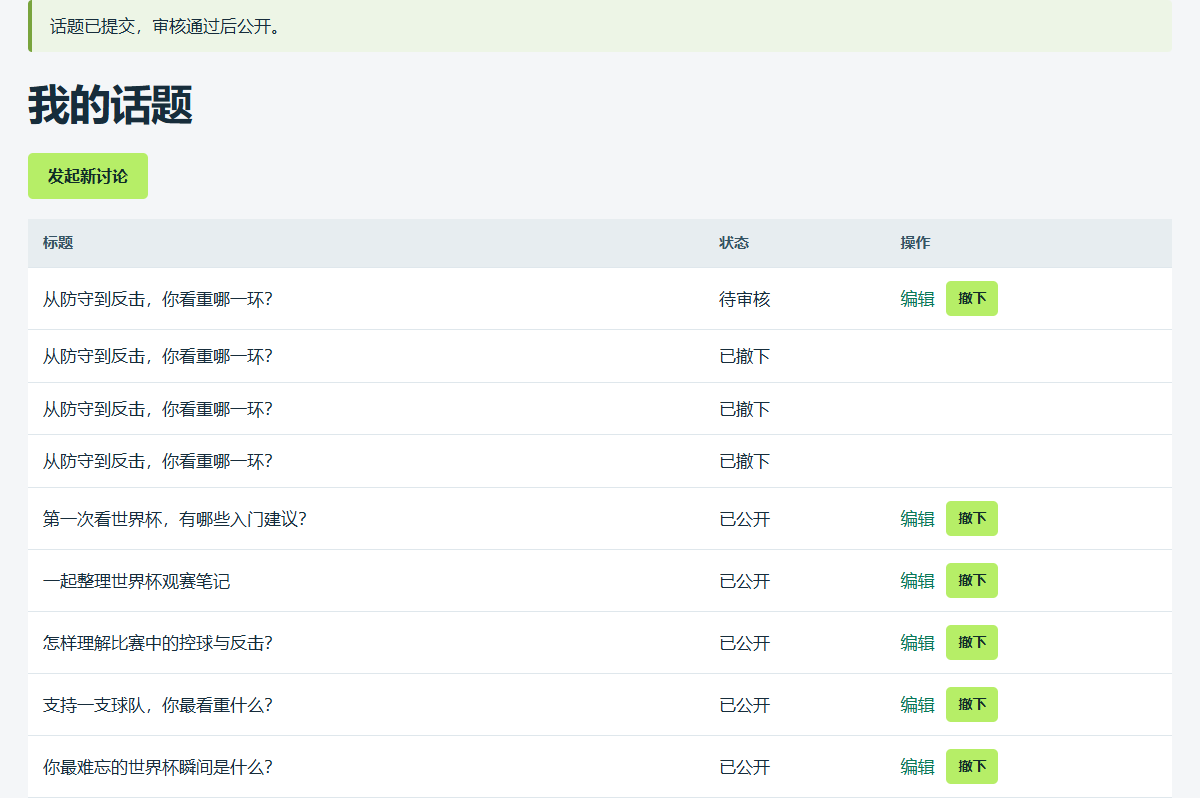 话题已提交，审核通过后公开。
我的话题
发起新讨论
标题 状态 操作
从防守到反击，你看重哪一环？ 待审核 编辑 撤下
从防守到反击，你看重哪一环？ 已撤下
从防守到反击，你看重哪一环？ 已撤下
从防守到反击，你看重哪一环？ 已撤下
第一次看世界杯，有哪些入门建议？ 已公开 编辑 撤下
一起整理世界杯观赛笔记 已公开 编辑 撤下
怎样理解比赛中的控球与反击？ 已公开 编辑 撤下
支持一支球队，你最看重什么？ 已公开 编辑 撤下
你最难忘的世界杯瞬间是什么？ 已公开 编辑 撤下